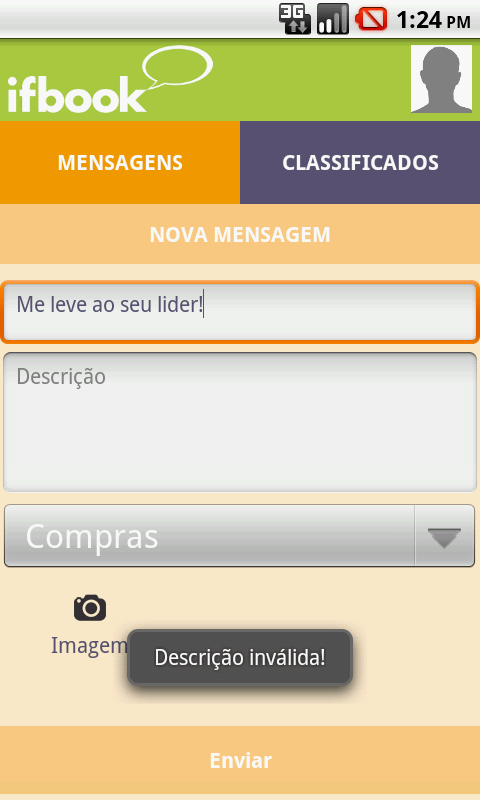 3G 1:24 PM
ifbook
MENSAGENS CLASSIFICADOS
NOVA MENSAGEM
Me leve ao seu lider!
Descrição
Compras
Imagem
Descrição inválida!
Enviar